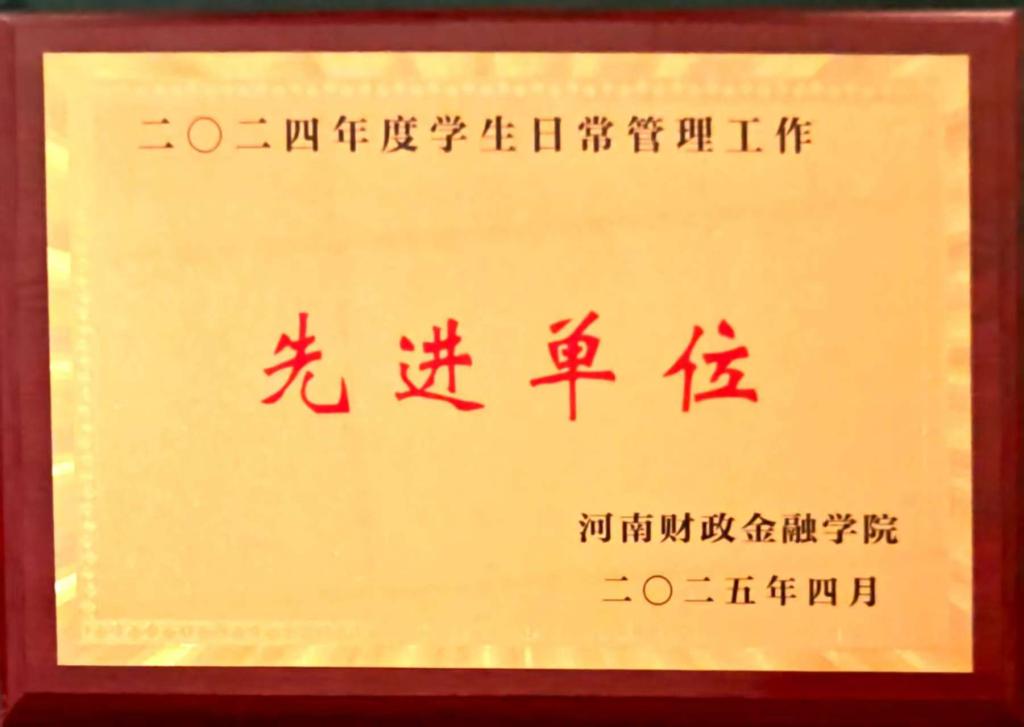 二〇二四年度学生日常管理工作
先进单位
河南财政金融学院
二〇二五年四月